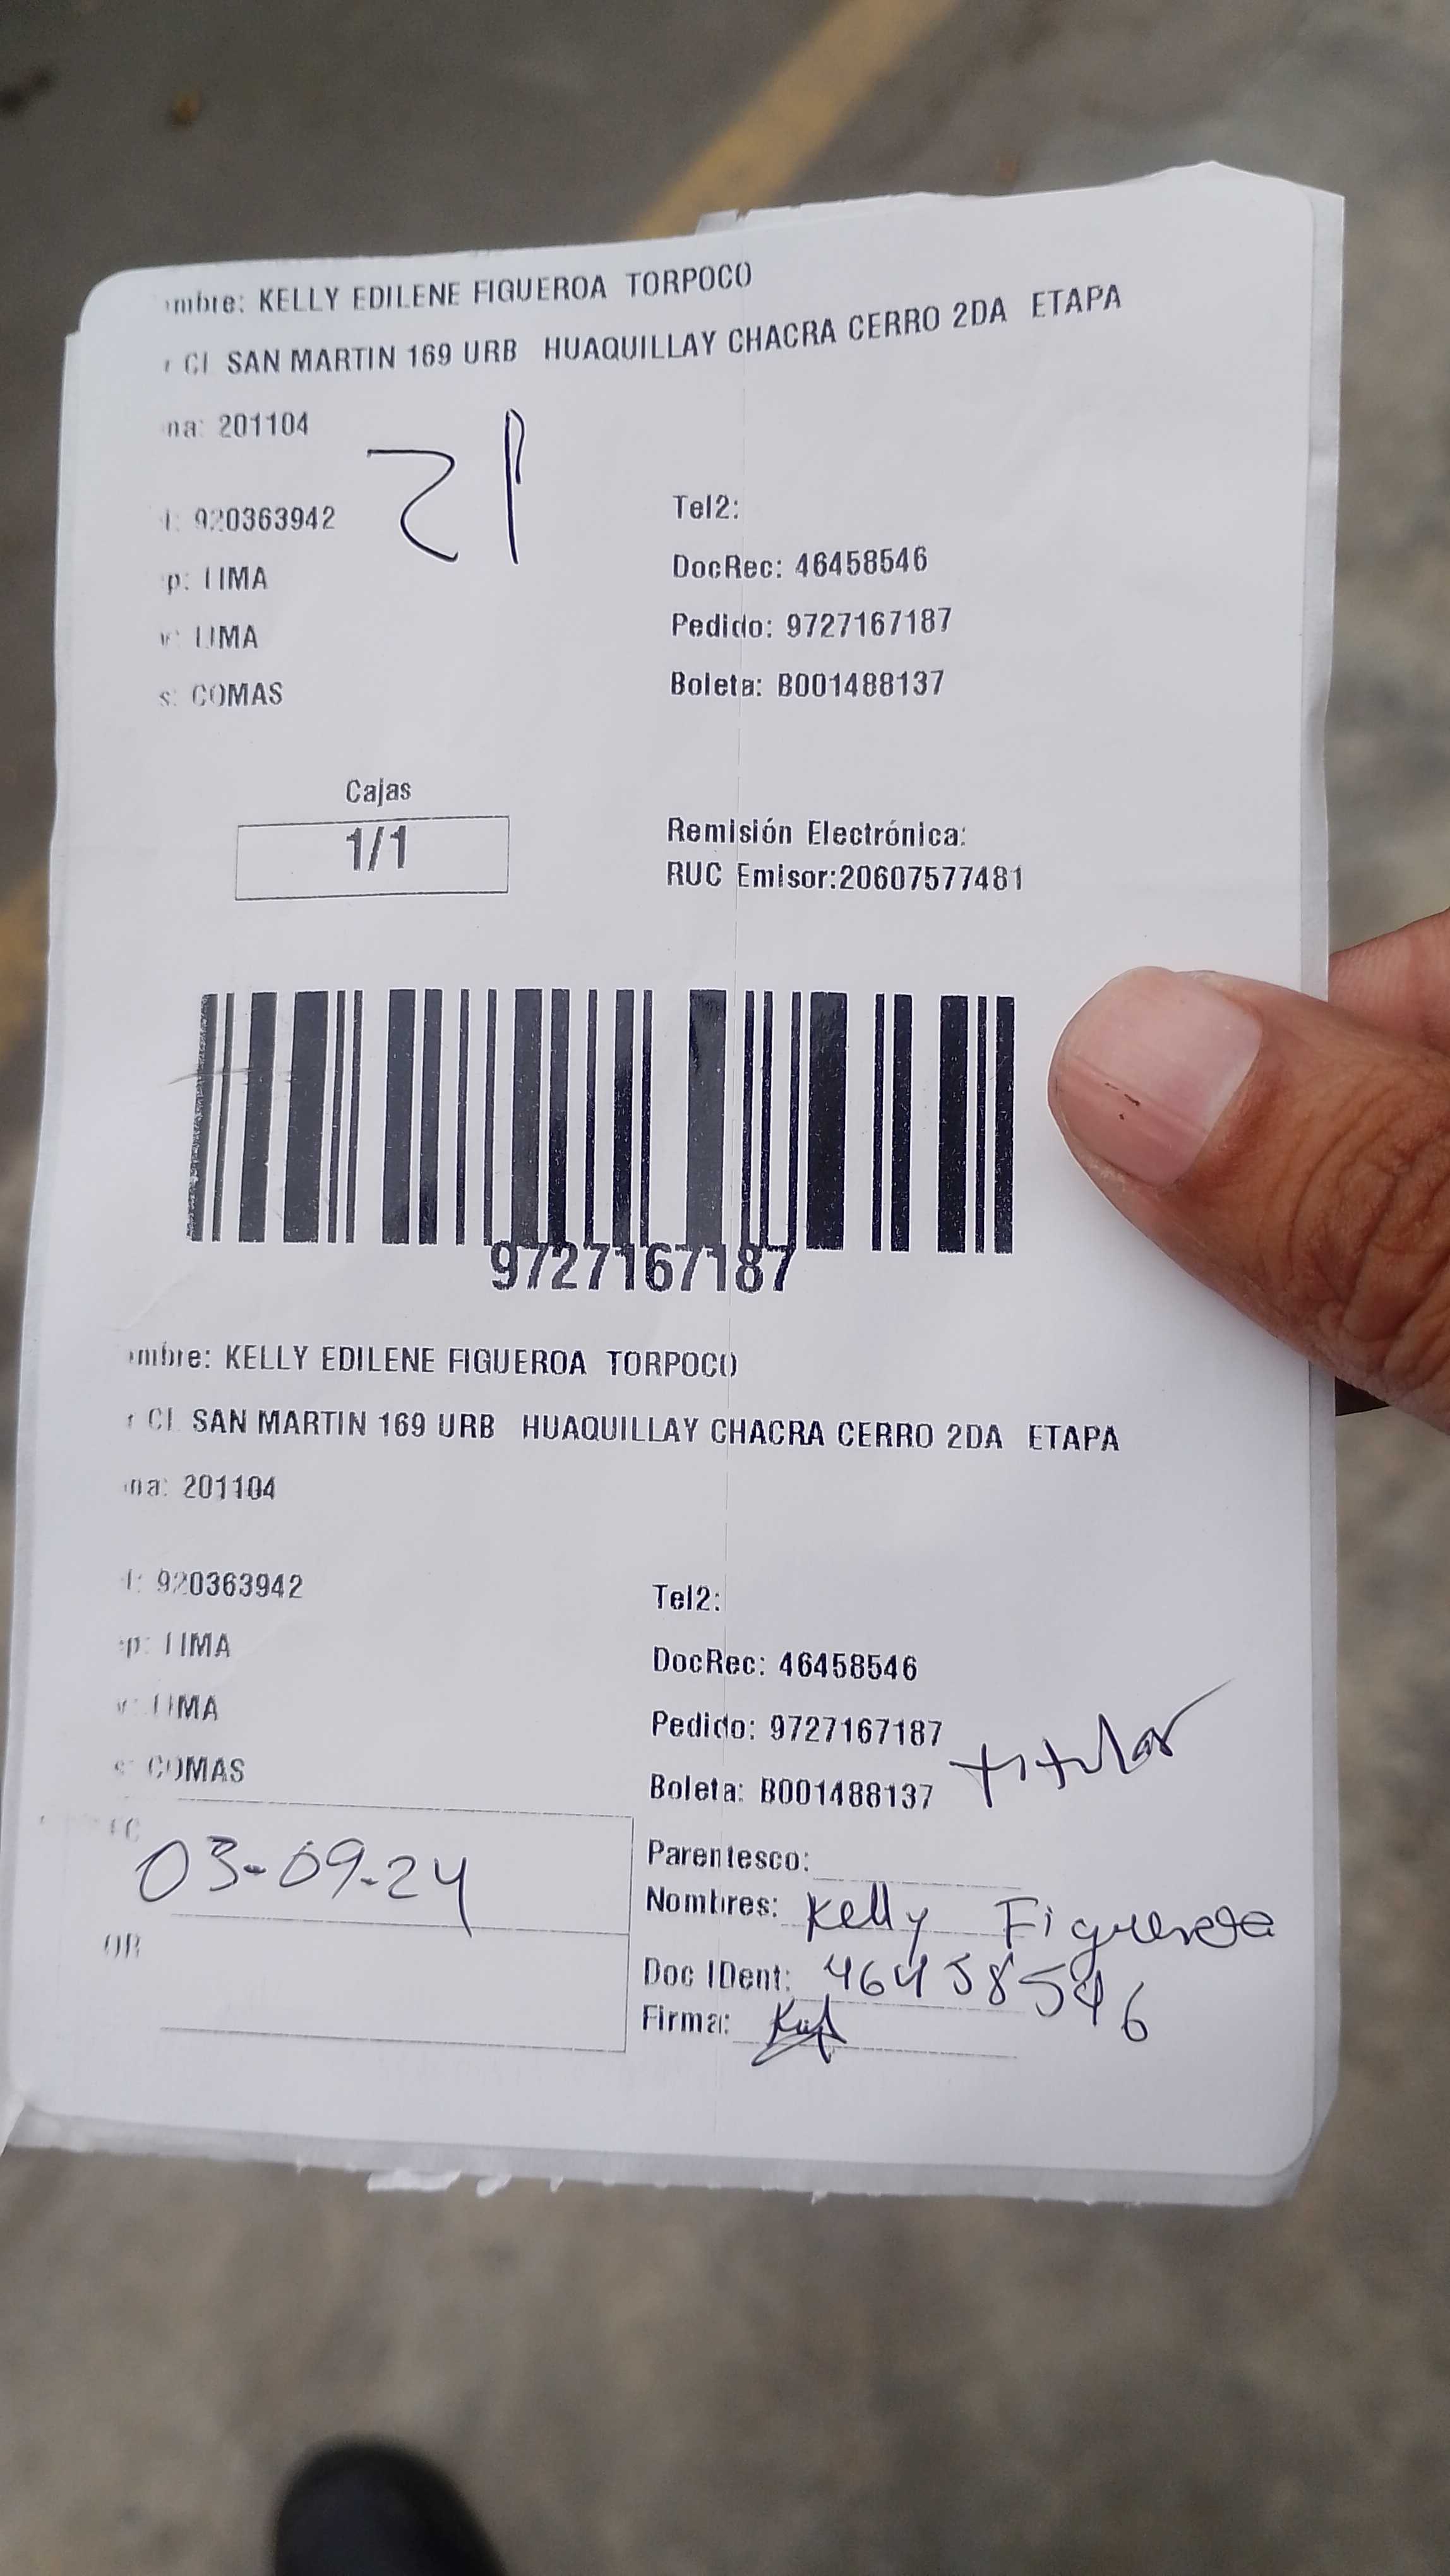 mbre: KELLY EDILENE FIGUEROA TORPOCO
r Cl SAN MARTIN 169 URB HUAQUILLAY CHACRA CERRO 2DA ETAPA
na: 201104
21
l: 920363942
Tel2:
p: LIMA
DocRec: 46458546
v: LIMA
Pedido: 9727167187
s: COMAS
Boleta: B001488137
Cajas
1/1
Remisión Electrónica:
RUC Emisor:20607577481
9727167187
mbre: KELLY EDILENE FIGUEROA TORPOCO
r Cl SAN MARTIN 169 URB HUAQUILLAY CHACRA CERRO 2DA ETAPA
na: 201104
l: 920363942
Tel2:
p: LIMA
DocRec: 46458546
v: LIMA
Pedido: 9727167187
titular
s: COMAS
Boleta: B001488137
03-09-24
Parentesco:
Nombres: Kelly Figueroa
OB
Doc IDent: 46458546
Firma: